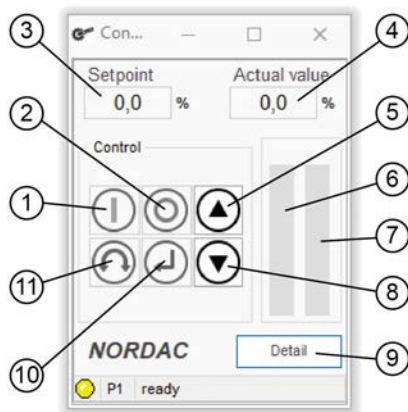 Con...
Setpoint
Actual value
0,0 %
0,0 %
Control
NORDAC
Detail
P1 ready
3
4
2
5
1
6
7
11
8
10
9